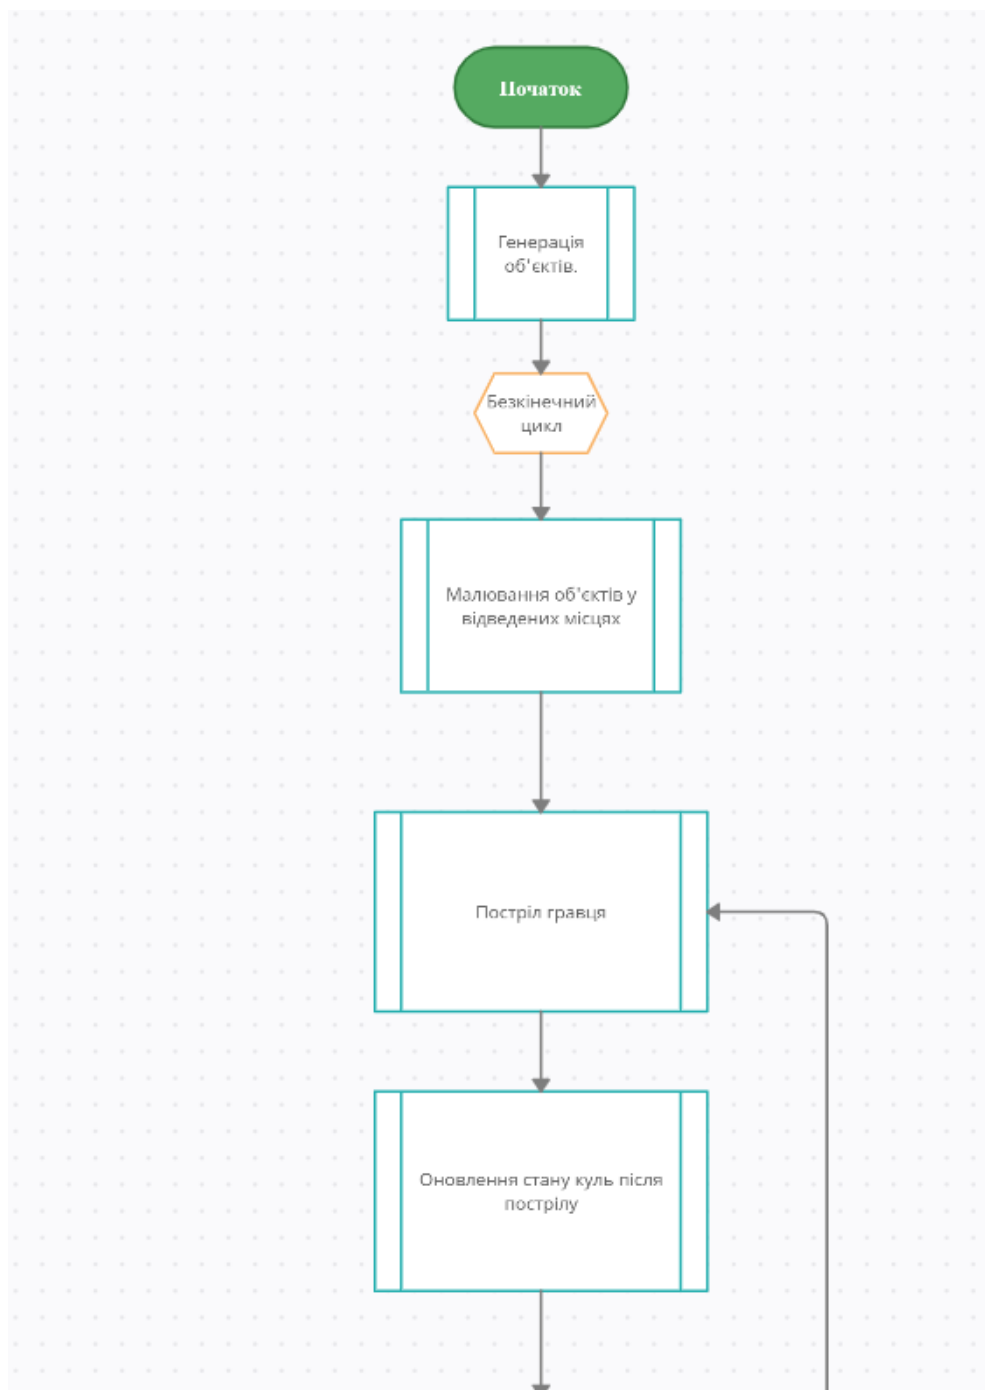 Початок
Генерація
об'єктів.
Безкінечний
цикл
Малювання об'єктів у
відведених місцях
Постріл гравця
Оновлення стану куль після
пострілу